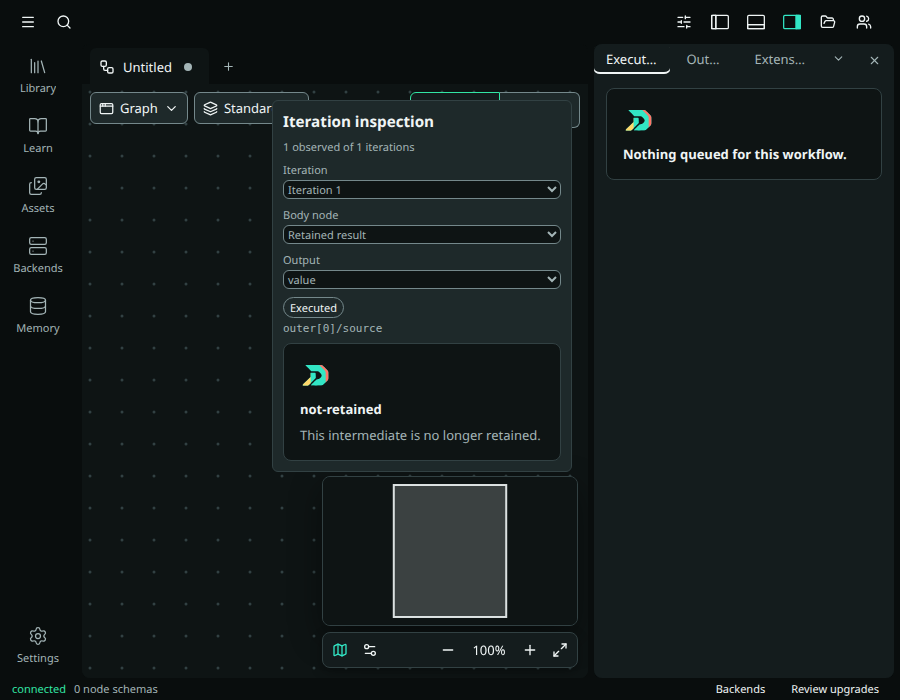 Untitled
Library
Learn
Assets
Backends
Memory
Settings
Graph
Iteration inspection
1 observed of 1 iterations
Iteration
Iteration 1
Body node
Retained result
Output
value
Executed
outer[0]/source
not-retained
This intermediate is no longer retained.
100%
Execut... Out... Extens...
Nothing queued for this workflow.
connected 0 node schemas
Backends Review upgrades